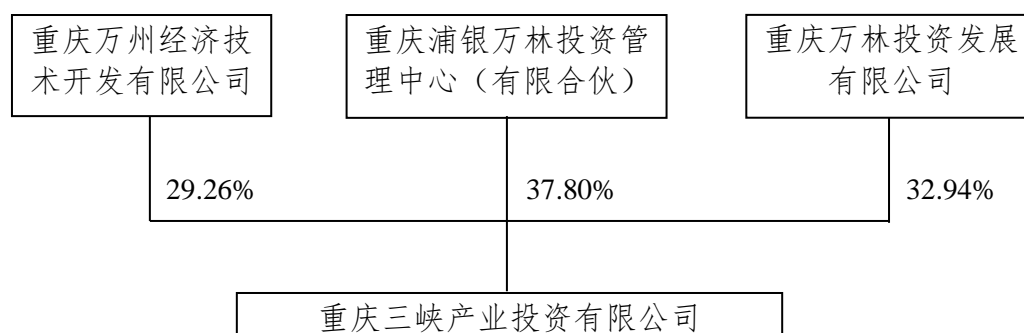 重庆万州经济技
术开发有限公司
重庆浦银万林投资管
理中心（有限合伙）
重庆万林投资发展
有限公司
29.26%
37.80%
32.94%
重庆三峡产业投资有限公司